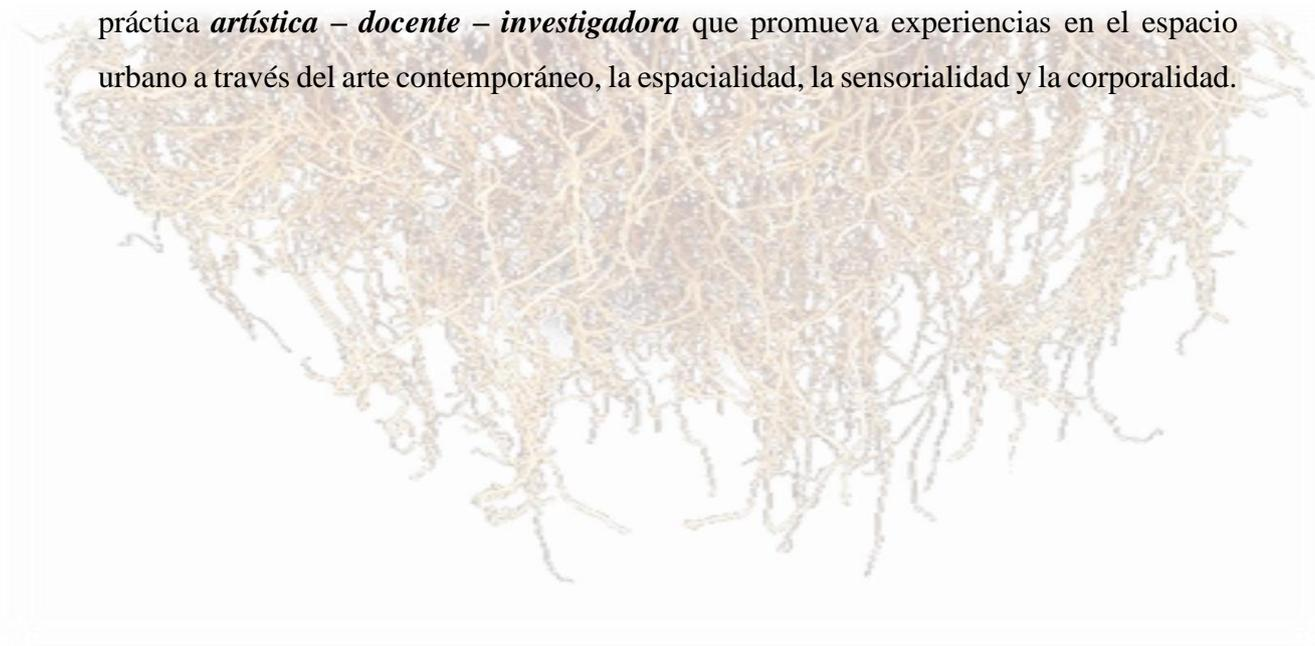 práctica artística – docente – investigadora que promueva experiencias en el espacio
urbano a través del arte contemporáneo, la espacialidad, la sensorialidad y la corporalidad.